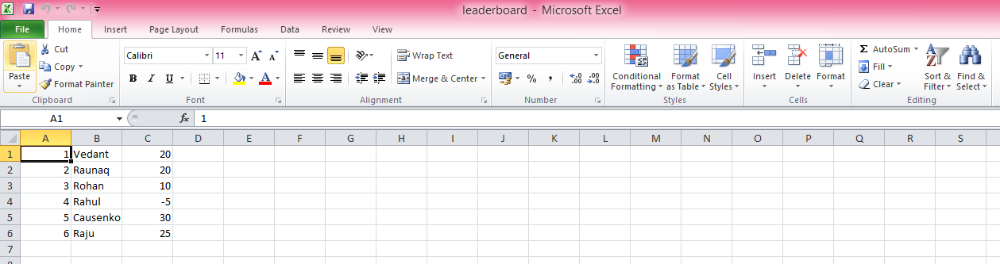 leaderboard - Microsoft Excel
File Home Insert Page Layout Formulas Data Review View
Paste Cut Copy Format Painter Clipboard
Calibri 11 A A B I U A Font
Wrap Text Merge & Center Alignment
General % , .0 .00 .00 .0 Number
Conditional Formatting Format as Table Cell Styles Styles
Insert Delete Format Cells
Σ AutoSum Fill Clear Sort & Filter Find & Select Editing
A1 fx 1
A B C D E F G H I J K L M N O P Q R S
1 1 Vedant 20
2 2 Raunaq 20
3 3 Rohan 10
4 4 Rahul -5
5 5 Causenko 30
6 6 Raju 25
7